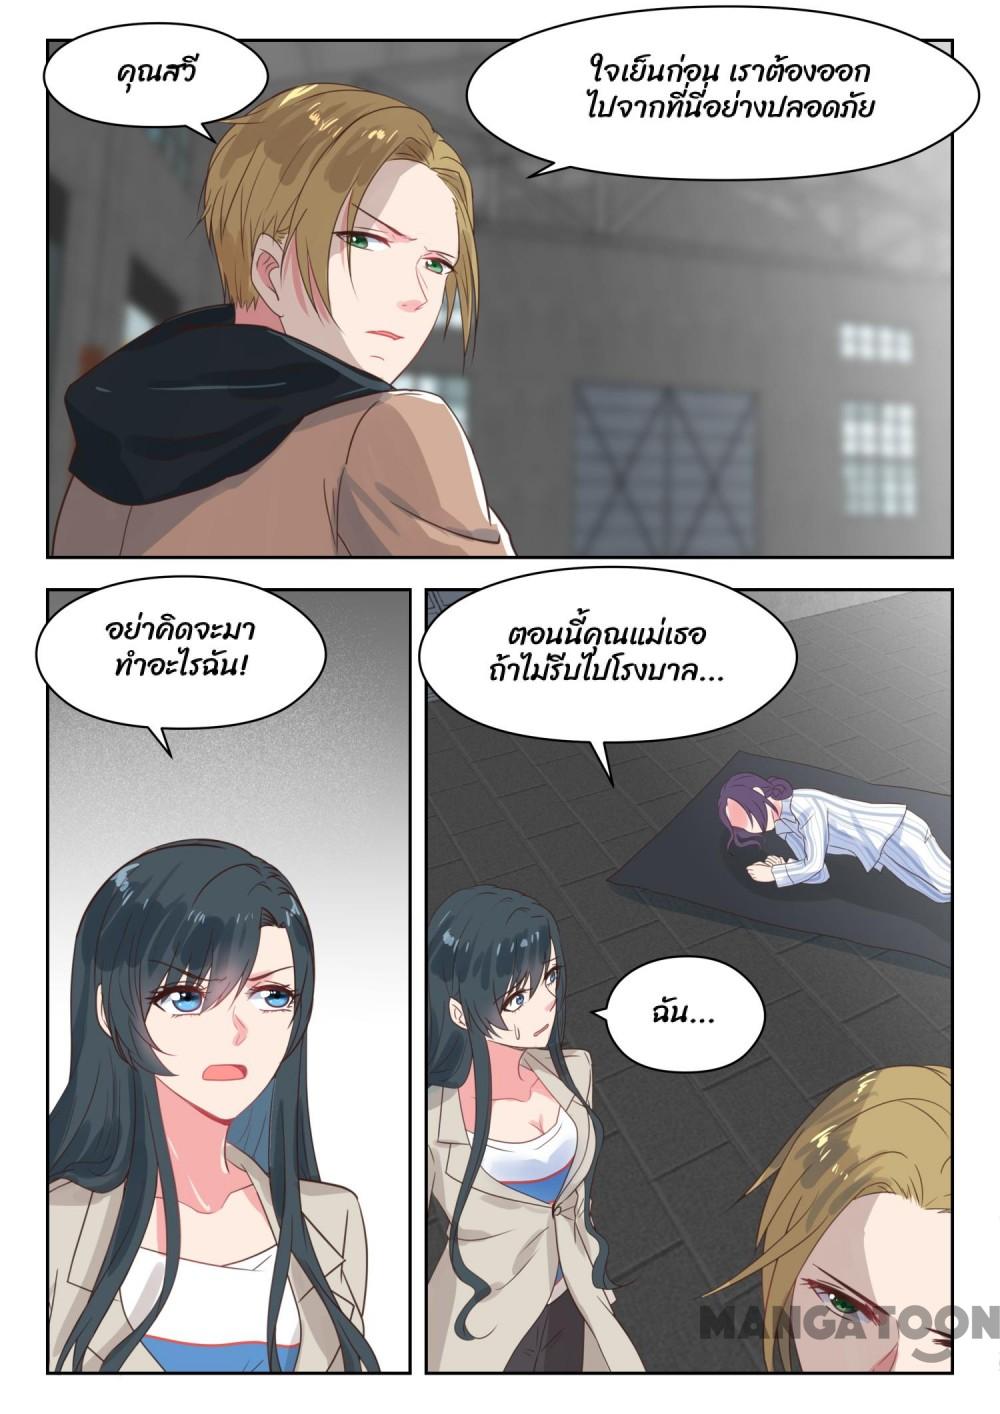 คุณสวี
ใจเย็นก่อน เราต้องออก
ไปจากที่นี่อย่างปลอดภัย
อย่าคิดจะมา
ทำอะไรฉัน!
ตอนนี้คุณแม่เธอ
ถ้าไม่รีบไปโรงบาล...
ฉัน...
MANGATOON